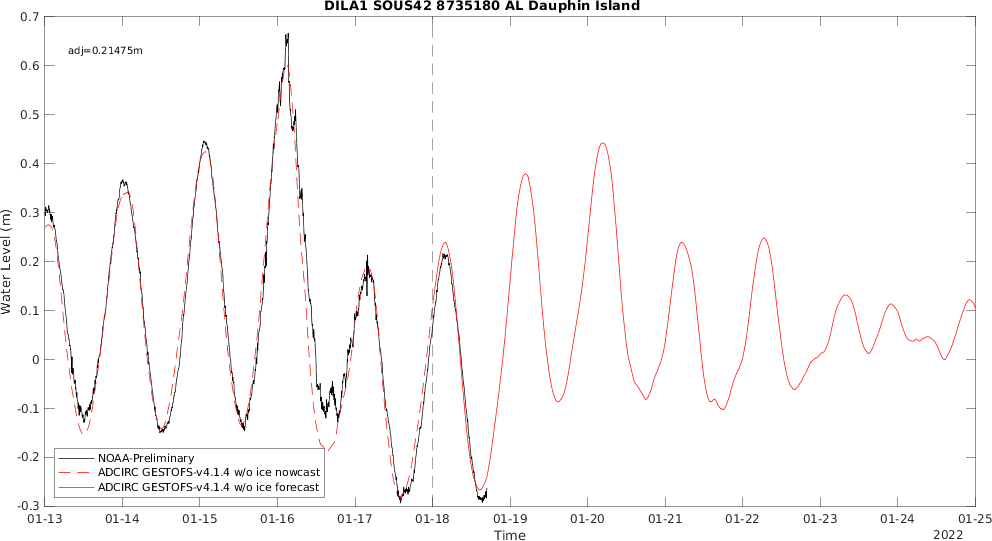 DILA1 SOUS42 8735180 AL Dauphin Island
adj=0.21475m
Water Level (m)
0.7
0.6
0.5
0.4
0.3
0.2
0.1
0
-0.1
-0.2
-0.3
NOAA-Preliminary
ADCIRC GESTOFS-v4.1.4 w/o ice nowcast
ADCIRC GESTOFS-v4.1.4 w/o ice forecast
01-13 01-14 01-15 01-16 01-17 01-18 01-19 01-20 01-21 01-22 01-23 01-24 01-25
Time
2022